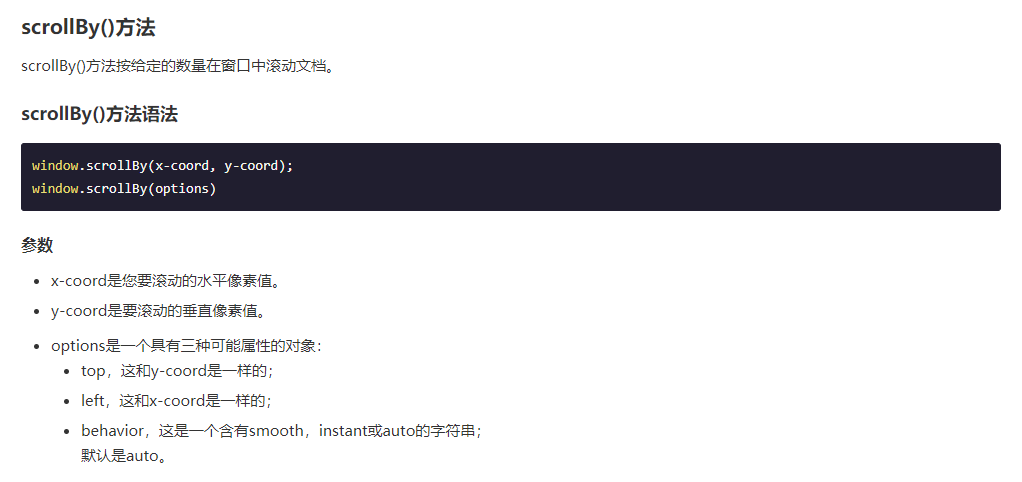 scrollBy()方法
scrollBy()方法按给定的数量在窗口中滚动文档。
scrollBy()方法语法
window.scrollBy(x-coord, y-coord);
window.scrollBy(options)
参数
x-coord是您要滚动的水平像素值。
y-coord是要滚动的垂直像素值。
options是一个具有三种可能属性的对象：
top，这和y-coord是一样的；
left，这和x-coord是一样的；
behavior，这是一个含有smooth，instant或auto的字符串；
默认是auto。